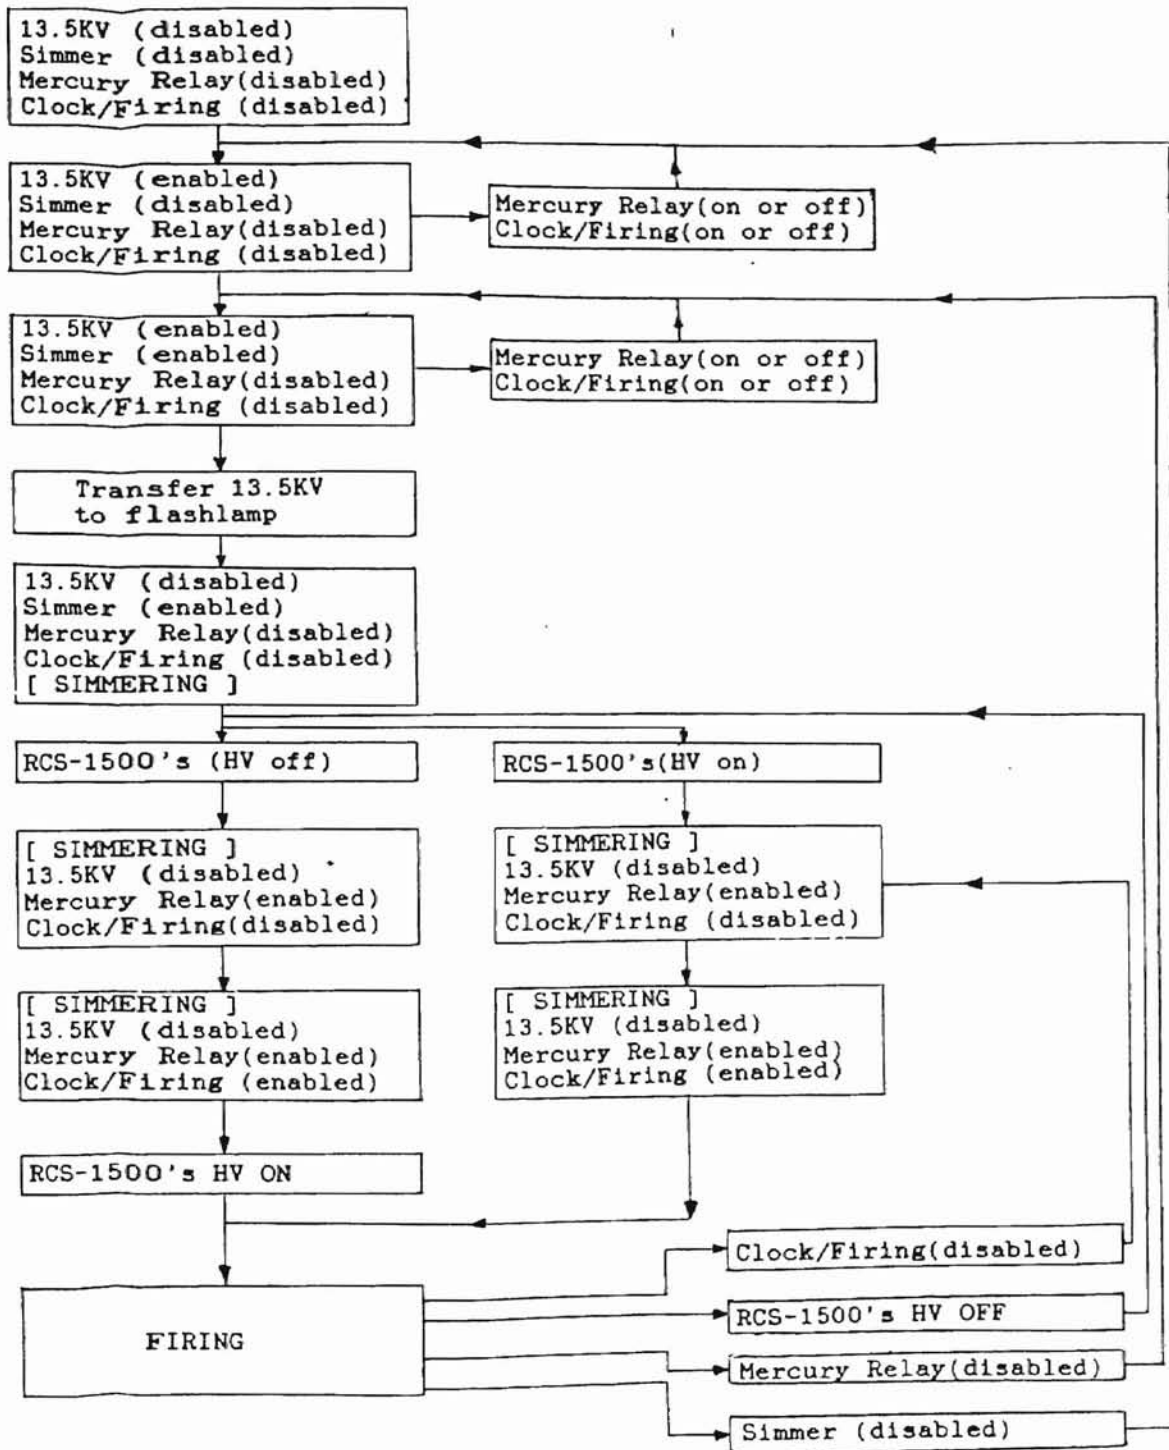 13.5KV (disabled)
Simmer (disabled)
Mercury Relay(disabled)
Clock/Firing (disabled)
13.5KV (enabled)
Simmer (disabled)
Mercury Relay(disabled)
Clock/Firing (disabled)
Mercury Relay(on or off)
Clock/Firing(on or off)
13.5KV (enabled)
Simmer (enabled)
Mercury Relay(disabled)
Clock/Firing (disabled)
Mercury Relay(on or off)
Clock/Firing(on or off)
Transfer 13.5KV
to flashlamp
13.5KV (disabled)
Simmer (enabled)
Mercury Relay(disabled)
Clock/Firing (disabled)
[ SIMMERING ]
RCS-1500's (HV off)
RCS-1500's(HV on)
[ SIMMERING ]
13.5KV (disabled)
Mercury Relay(enabled)
Clock/Firing(disabled)
[ SIMMERING ]
13.5KV (disabled)
Mercury Relay(enabled)
Clock/Firing (disabled)
[ SIMMERING ]
13.5KV (disabled)
Mercury Relay(enabled)
Clock/Firing (enabled)
[ SIMMERING ]
13.5KV (disabled)
Mercury Relay(enabled)
Clock/Firing (enabled)
RCS-1500's HV ON
FIRING
Clock/Firing(disabled)
RCS-1500's HV OFF
Mercury Relay(disabled)
Simmer (disabled)